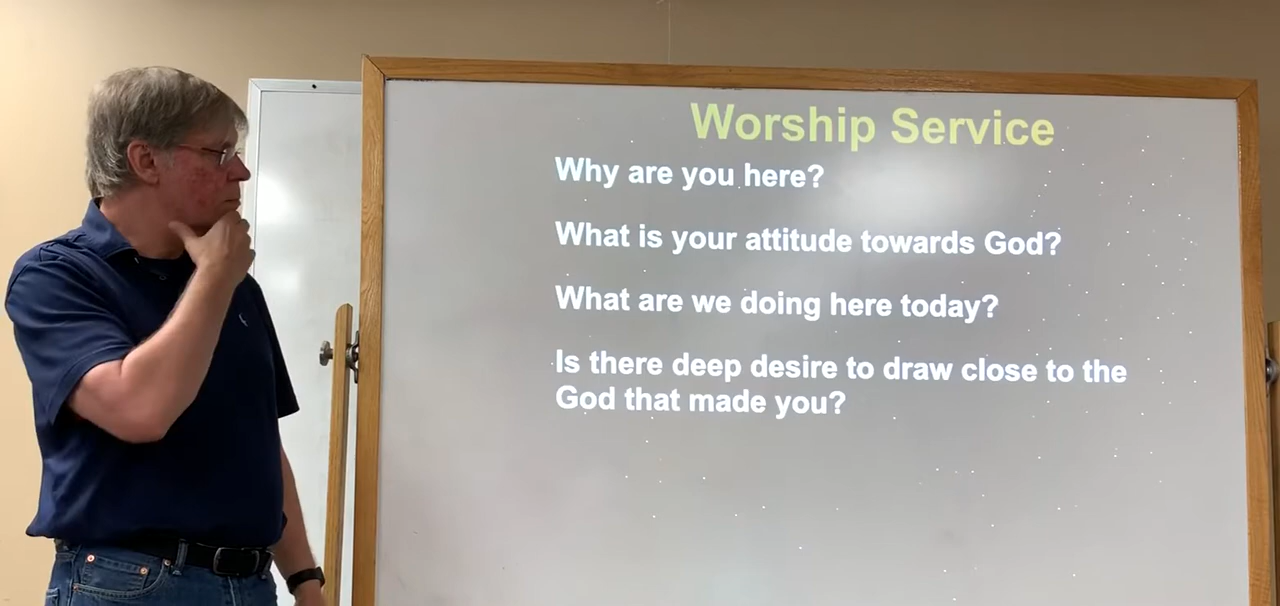 Worship Service
Why are you here?
What is your attitude towards God?
What are we doing here today?
Is there deep desire to draw close to the
God that made you?